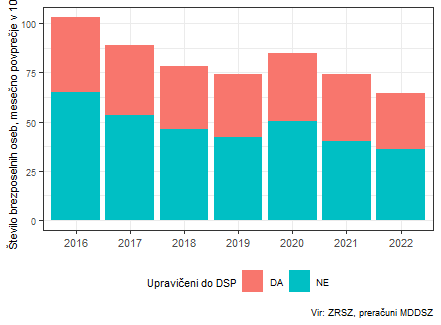 Število brezposelnih oseb, mesečno povprečje v 10
100
75
50
25
0
2016 2017 2018 2019 2020 2021 2022
Upravičeni do DSP DA NE
Vir: ZRSZ, preračuni MDDSZ